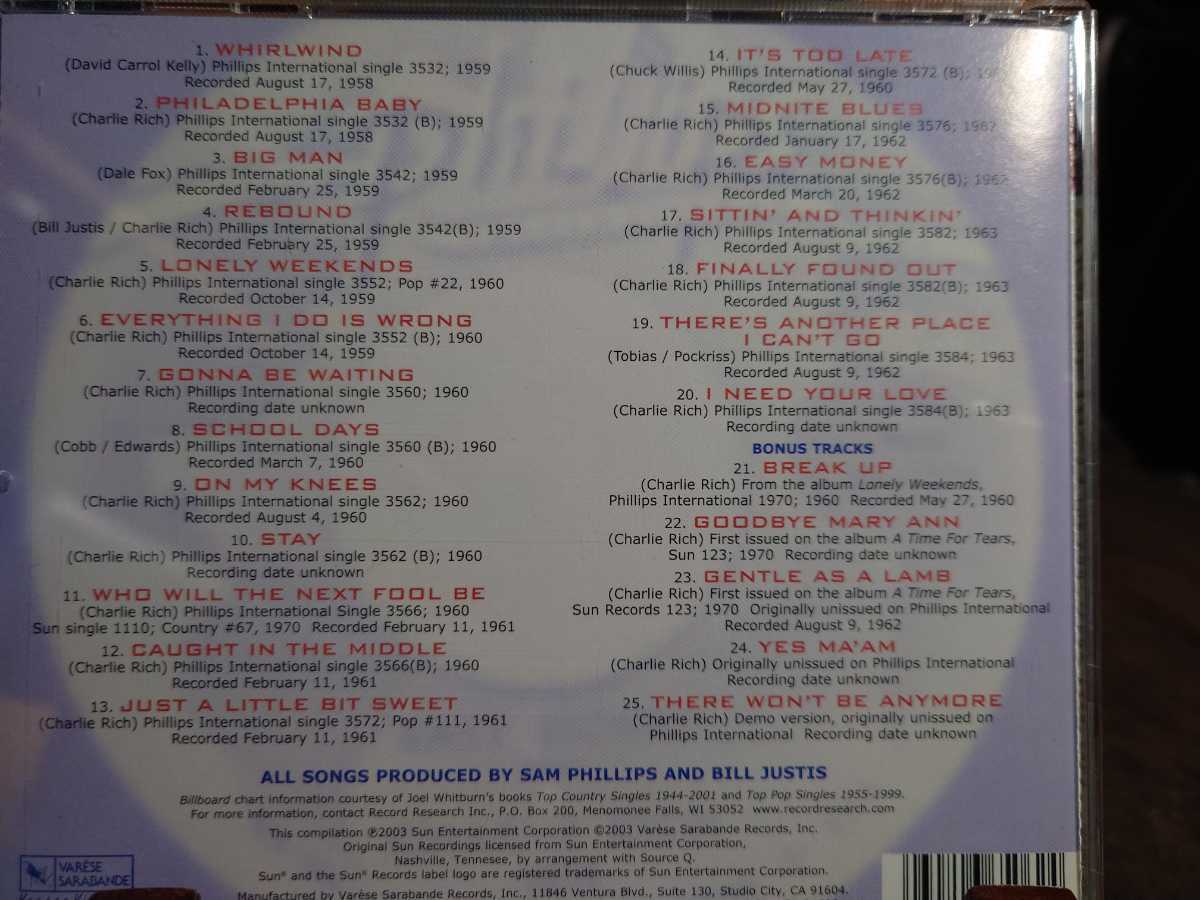 1. WHIRLWIND
(David Carrol Kelly) Phillips International single 3532; 1959
Recorded August 17, 1958
2. PHILADELPHIA BABY
(Charlie Rich) Phillips International single 3532 (B); 1959
Recorded August 17, 1958
3. BIG MAN
(Dale Fox) Phillips International single 3542; 1959
Recorded February 25, 1959
4. REBOUND
(Bill Justis / Charlie Rich) Phillips International single 3542(B); 1959
Recorded February 25, 1959
5. LONELY WEEKENDS
(Charlie Rich) Phillips International single 3552; Pop #22, 1960
Recorded October 14, 1959
6. EVERYTHING I DO IS WRONG
(Charlie Rich) Phillips International single 3552 (B); 1960
Recorded October 14, 1959
7. GONNA BE WAITING
(Charlie Rich) Phillips International single 3560; 1960
Recording date unknown
8. SCHOOL DAYS
(Cobb / Edwards) Phillips International single 3560 (B); 1960
Recorded March 7, 1960
9. ON MY KNEES
(Charlie Rich) Phillips International single 3562; 1960
Recorded August 4, 1960
10. STAY
(Charlie Rich) Phillips International single 3562 (B); 1960
Recording date unknown
11. WHO WILL THE NEXT FOOL BE
(Charlie Rich) Phillips International Single 3566; 1960
Sun single 1110; Country #67, 1970 Recorded February 11, 1961
12. CAUGHT IN THE MIDDLE
(Charlie Rich) Phillips International single 3566(B); 1960
Recorded February 11, 1961
13. JUST A LITTLE BIT SWEET
(Charlie Rich) Phillips International single 3572; Pop #111, 1961
Recorded February 11, 1961
14. IT'S TOO LATE
(Chuck Willis) Phillips International single 3572 (B);
Recorded May 27, 1960
15. MIDNITE BLUES
(Charlie Rich) Phillips International single 3576; 1962
Recorded January 17, 1962
16. EASY MONEY
(Charlie Rich) Phillips International single 3576(B); 1962
Recorded March 20, 1962
17. SITTIN' AND THINKIN'
(Charlie Rich) Phillips International single 3582; 1963
Recorded August 9, 1962
18. FINALLY FOUND OUT
(Charlie Rich) Phillips International single 3582(B); 1963
Recorded August 9, 1962
19. THERE'S ANOTHER PLACE
I CAN'T GO
(Tobias / Pockriss) Phillips International single 3584; 1963
Recorded August 9, 1962
20. I NEED YOUR LOVE
(Charlie Rich) Phillips International single 3584(B); 1963
Recording date unknown
BONUS TRACKS
21. BREAK UP
(Charlie Rich) From the album Lonely Weekends,
Phillips International 1970; 1960 Recorded May 27, 1960
22. GOODBYE MARY ANN
(Charlie Rich) First issued on the album A Time For Tears,
Sun 123; 1970 Recording date unknown
23. GENTLE AS A LAMB
(Charlie Rich) First issued on the album A Time For Tears,
Sun Records 123; 1970 Originally unissued on Phillips International
Recorded August 9, 1962
24. YES MA'AM
(Charlie Rich) Originally unissued on Phillips International
Recording date unknown
25. THERE WON'T BE ANYMORE
(Charlie Rich) Demo version, originally unissued on
Phillips International Recording date unknown
ALL SONGS PRODUCED BY SAM PHILLIPS AND BILL JUSTIS
Billboard chart information courtesy of Joel Whitburn's books Top Country Singles 1944-2001 and Top Pop Singles 1955-1999.
For more information, contact Record Research Inc., P.O. Box 200, Menomonee Falls, WI 53052 www.recordresearch.com
This compilation ℗2003 Sun Entertainment Corporation ©2003 Varèse Sarabande Records, Inc.
Original Sun Recordings licensed from Sun Entertainment Corporation,
Nashville, Tennesee, by arrangement with Source Q.
Sun® and the Sun® Records label logo are registered trademarks of Sun Entertainment Corporation.
Manufactured by Varèse Sarabande Records, Inc., 11846 Ventura Blvd., Suite 130, Studio City, CA 91604.
VARÈSE
SARABANDE